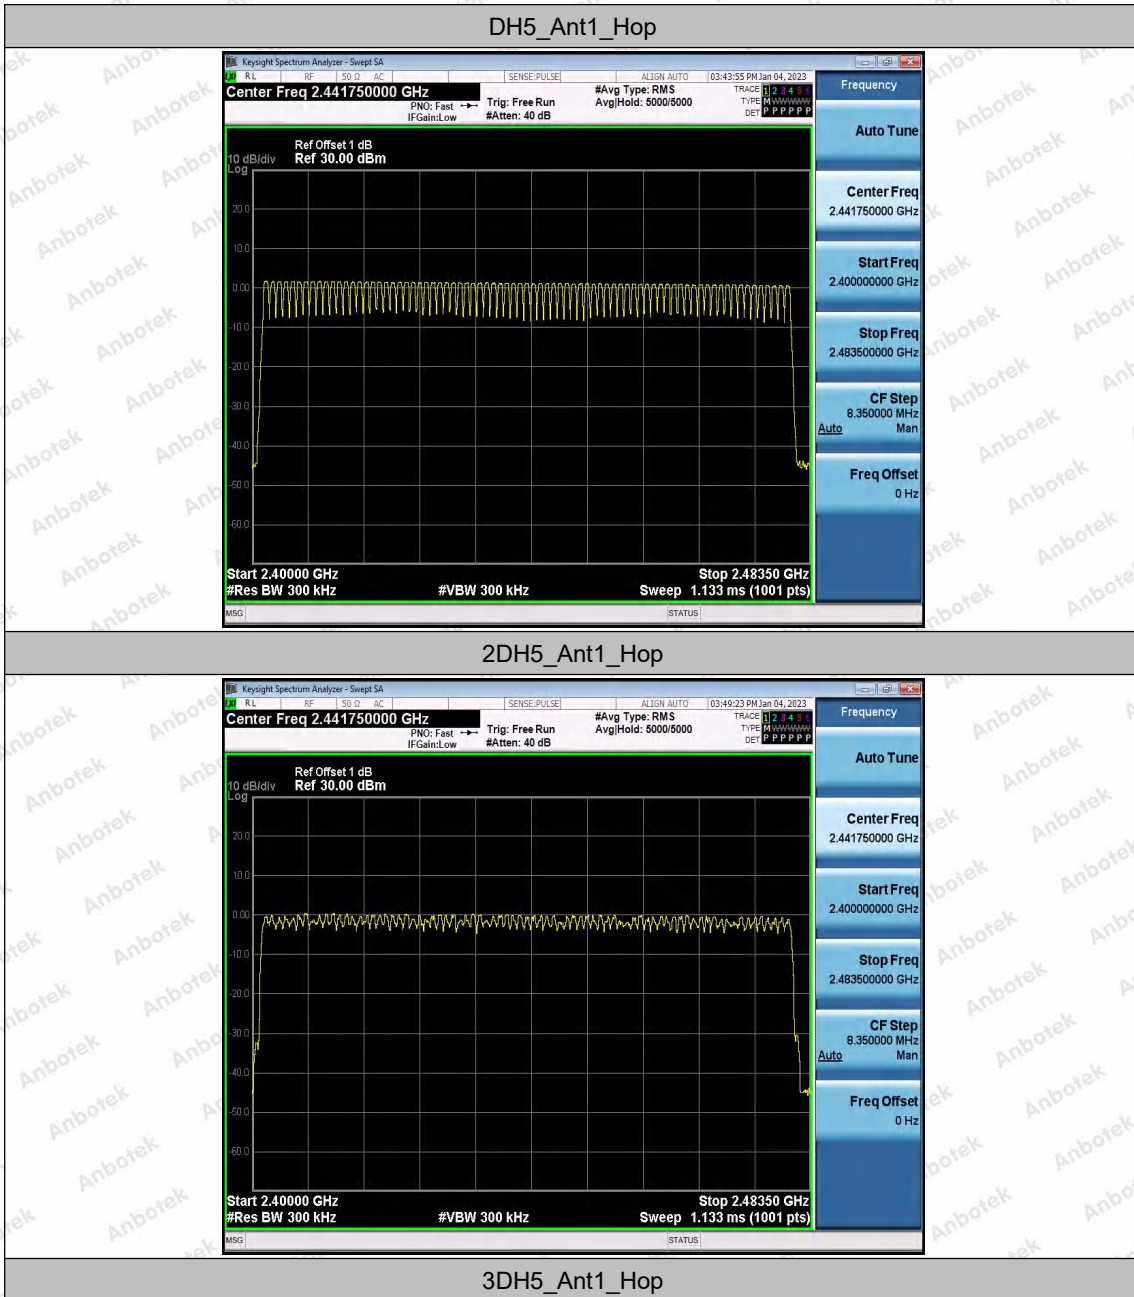 DH5_Ant1_Hop
Keysight Spectrum Analyzer - Swept SA
LXI RL RF 50 Ω AC SENSE:PULSE ALIGN AUTO 03:43:55 PM Jan 04, 2023
Center Freq 2.441750000 GHz #Avg Type: RMS TRACE 1 2 3 4 5 6
PNO: Fast Trig: Free Run Avg|Hold: 5000/5000 TYPE M WWWWW
IFGain:Low #Atten: 40 dB DET P P P P P P
Frequency
Auto Tune
Ref Offset 1 dB
10 dB/div Ref 30.00 dBm
Log
20.0
10.0
0.00
-10.0
-20.0
-30.0
-40.0
-50.0
-60.0
Center Freq
2.441750000 GHz
Start Freq
2.400000000 GHz
Stop Freq
2.483500000 GHz
CF Step
8.350000 MHz
Auto Man
Freq Offset
0 Hz
Start 2.40000 GHz Stop 2.48350 GHz
#Res BW 300 kHz #VBW 300 kHz Sweep 1.133 ms (1001 pts)
MSG STATUS
2DH5_Ant1_Hop
Keysight Spectrum Analyzer - Swept SA
LXI RL RF 50 Ω AC SENSE:PULSE ALIGN AUTO 03:49:23 PM Jan 04, 2023
Center Freq 2.441750000 GHz #Avg Type: RMS TRACE 1 2 3 4 5 6
PNO: Fast Trig: Free Run Avg|Hold: 5000/5000 TYPE M WWWWW
IFGain:Low #Atten: 40 dB DET P P P P P P
Frequency
Auto Tune
Ref Offset 1 dB
10 dB/div Ref 30.00 dBm
Log
20.0
10.0
0.00
-10.0
-20.0
-30.0
-40.0
-50.0
-60.0
Center Freq
2.441750000 GHz
Start Freq
2.400000000 GHz
Stop Freq
2.483500000 GHz
CF Step
8.350000 MHz
Auto Man
Freq Offset
0 Hz
Start 2.40000 GHz Stop 2.48350 GHz
#Res BW 300 kHz #VBW 300 kHz Sweep 1.133 ms (1001 pts)
MSG STATUS
3DH5_Ant1_Hop
Anbotek